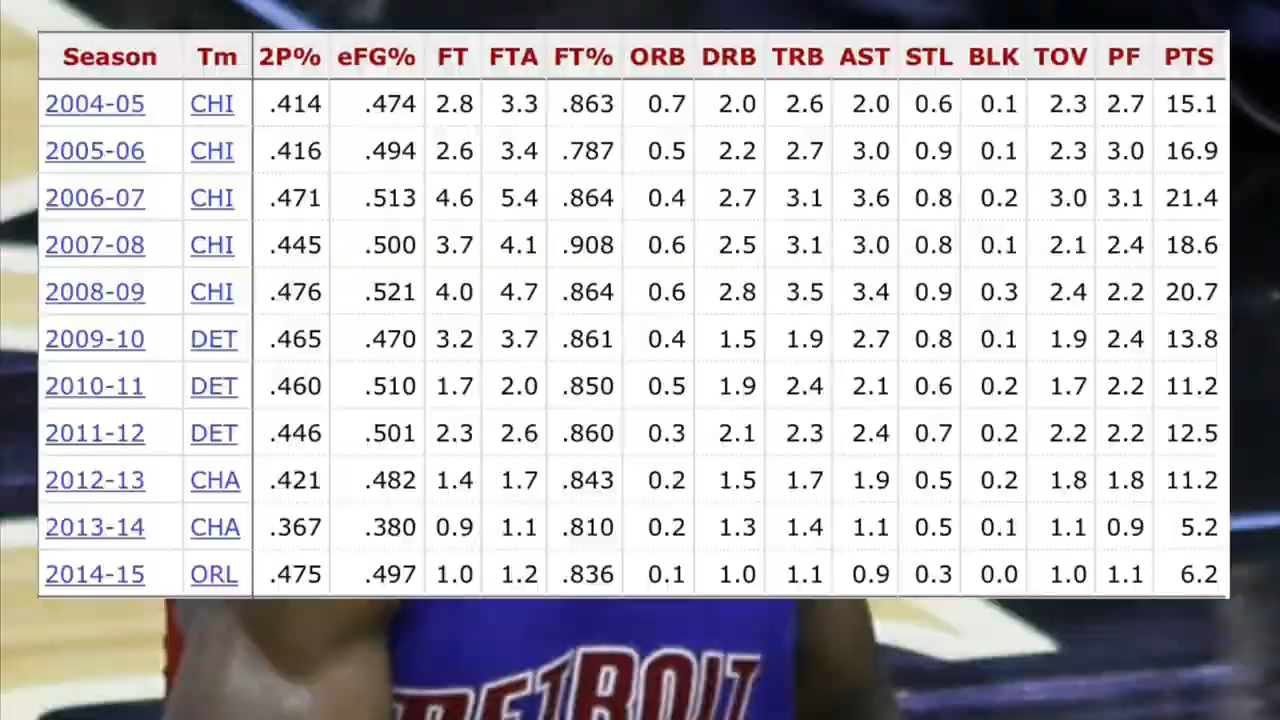 Season Tm 2P% eFG% FT FTA FT% ORB DRB TRB AST STL BLK TOV PF PTS
2004-05 CHI .414 .474 2.8 3.3 .863 0.7 2.0 2.6 2.0 0.6 0.1 2.3 2.7 15.1
2005-06 CHI .416 .494 2.6 3.4 .787 0.5 2.2 2.7 3.0 0.9 0.1 2.3 3.0 16.9
2006-07 CHI .471 .513 4.6 5.4 .864 0.4 2.7 3.1 3.6 0.8 0.2 3.0 3.1 21.4
2007-08 CHI .445 .500 3.7 4.1 .908 0.6 2.5 3.1 3.0 0.8 0.1 2.1 2.4 18.6
2008-09 CHI .476 .521 4.0 4.7 .864 0.6 2.8 3.5 3.4 0.9 0.3 2.4 2.2 20.7
2009-10 DET .465 .470 3.2 3.7 .861 0.4 1.5 1.9 2.7 0.8 0.1 1.9 2.4 13.8
2010-11 DET .460 .510 1.7 2.0 .850 0.5 1.9 2.4 2.1 0.6 0.2 1.7 2.2 11.2
2011-12 DET .446 .501 2.3 2.6 .860 0.3 2.1 2.3 2.4 0.7 0.2 2.2 2.2 12.5
2012-13 CHA .421 .482 1.4 1.7 .843 0.2 1.5 1.7 1.9 0.5 0.2 1.8 1.8 11.2
2013-14 CHA .367 .380 0.9 1.1 .810 0.2 1.3 1.4 1.1 0.5 0.1 1.1 0.9 5.2
2014-15 ORL .475 .497 1.0 1.2 .836 0.1 1.0 1.1 0.9 0.3 0.0 1.0 1.1 6.2
DETROIT